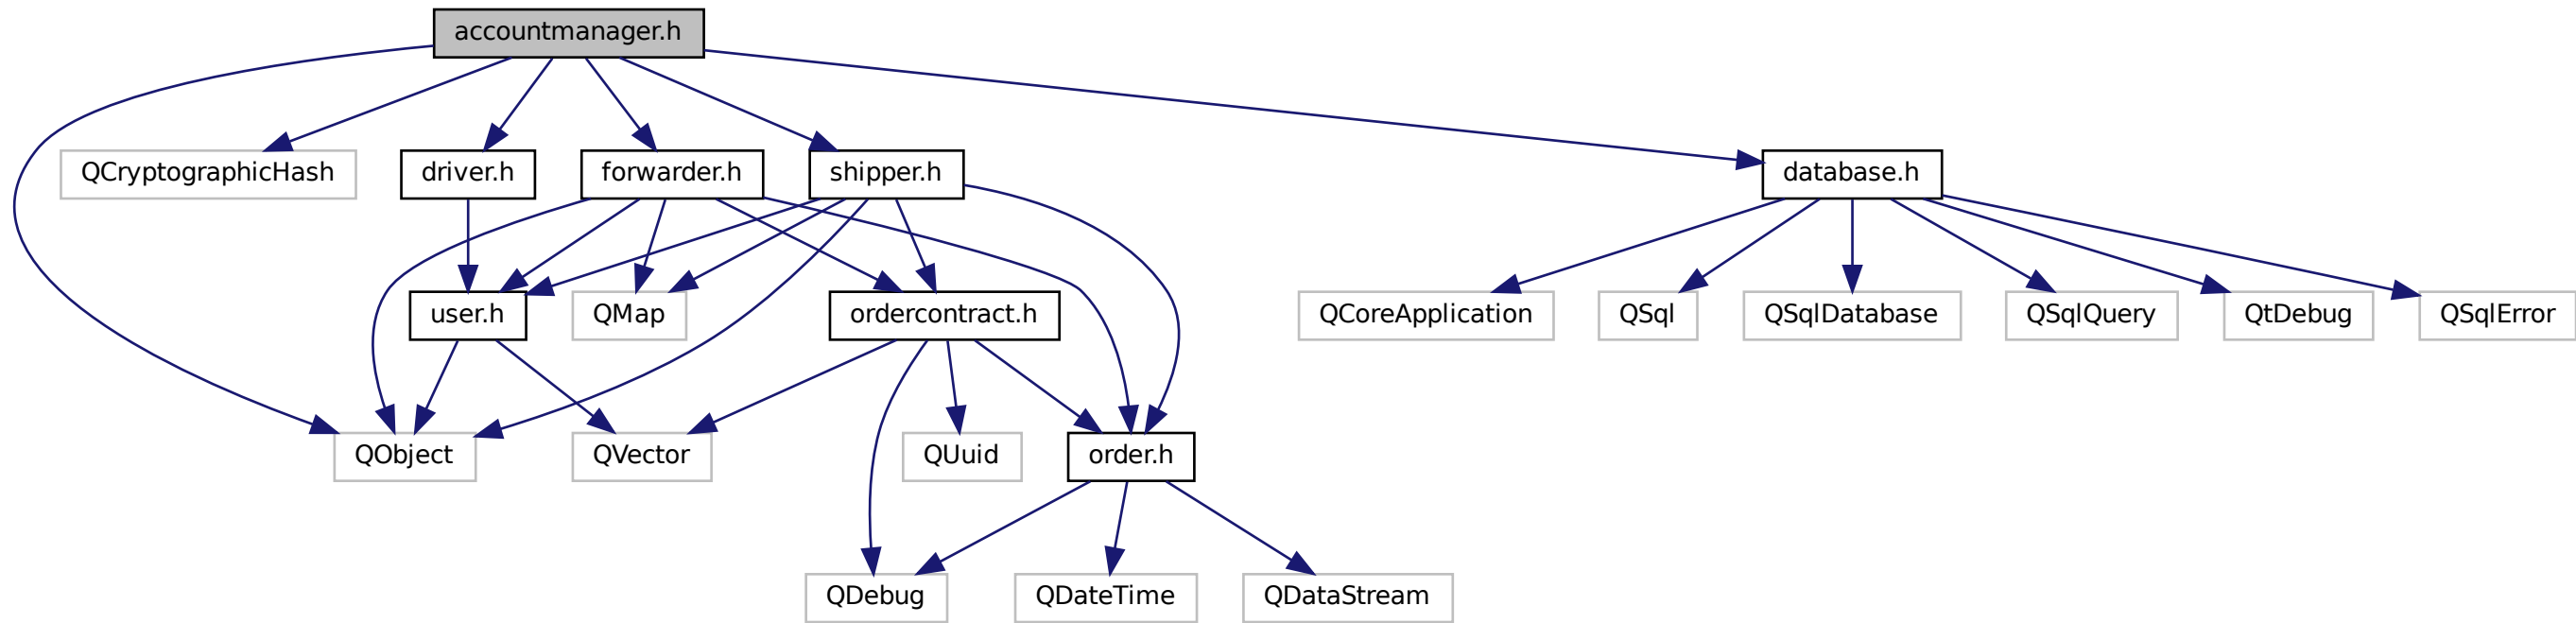 accountmanager.h
QCryptographicHash
driver.h
forwarder.h
shipper.h
database.h
user.h
QMap
ordercontract.h
QCoreApplication
QSql
QSqlDatabase
QSqlQuery
QtDebug
QSqlError
QObject
QVector
QUuid
order.h
QDebug
QDateTime
QDataStream